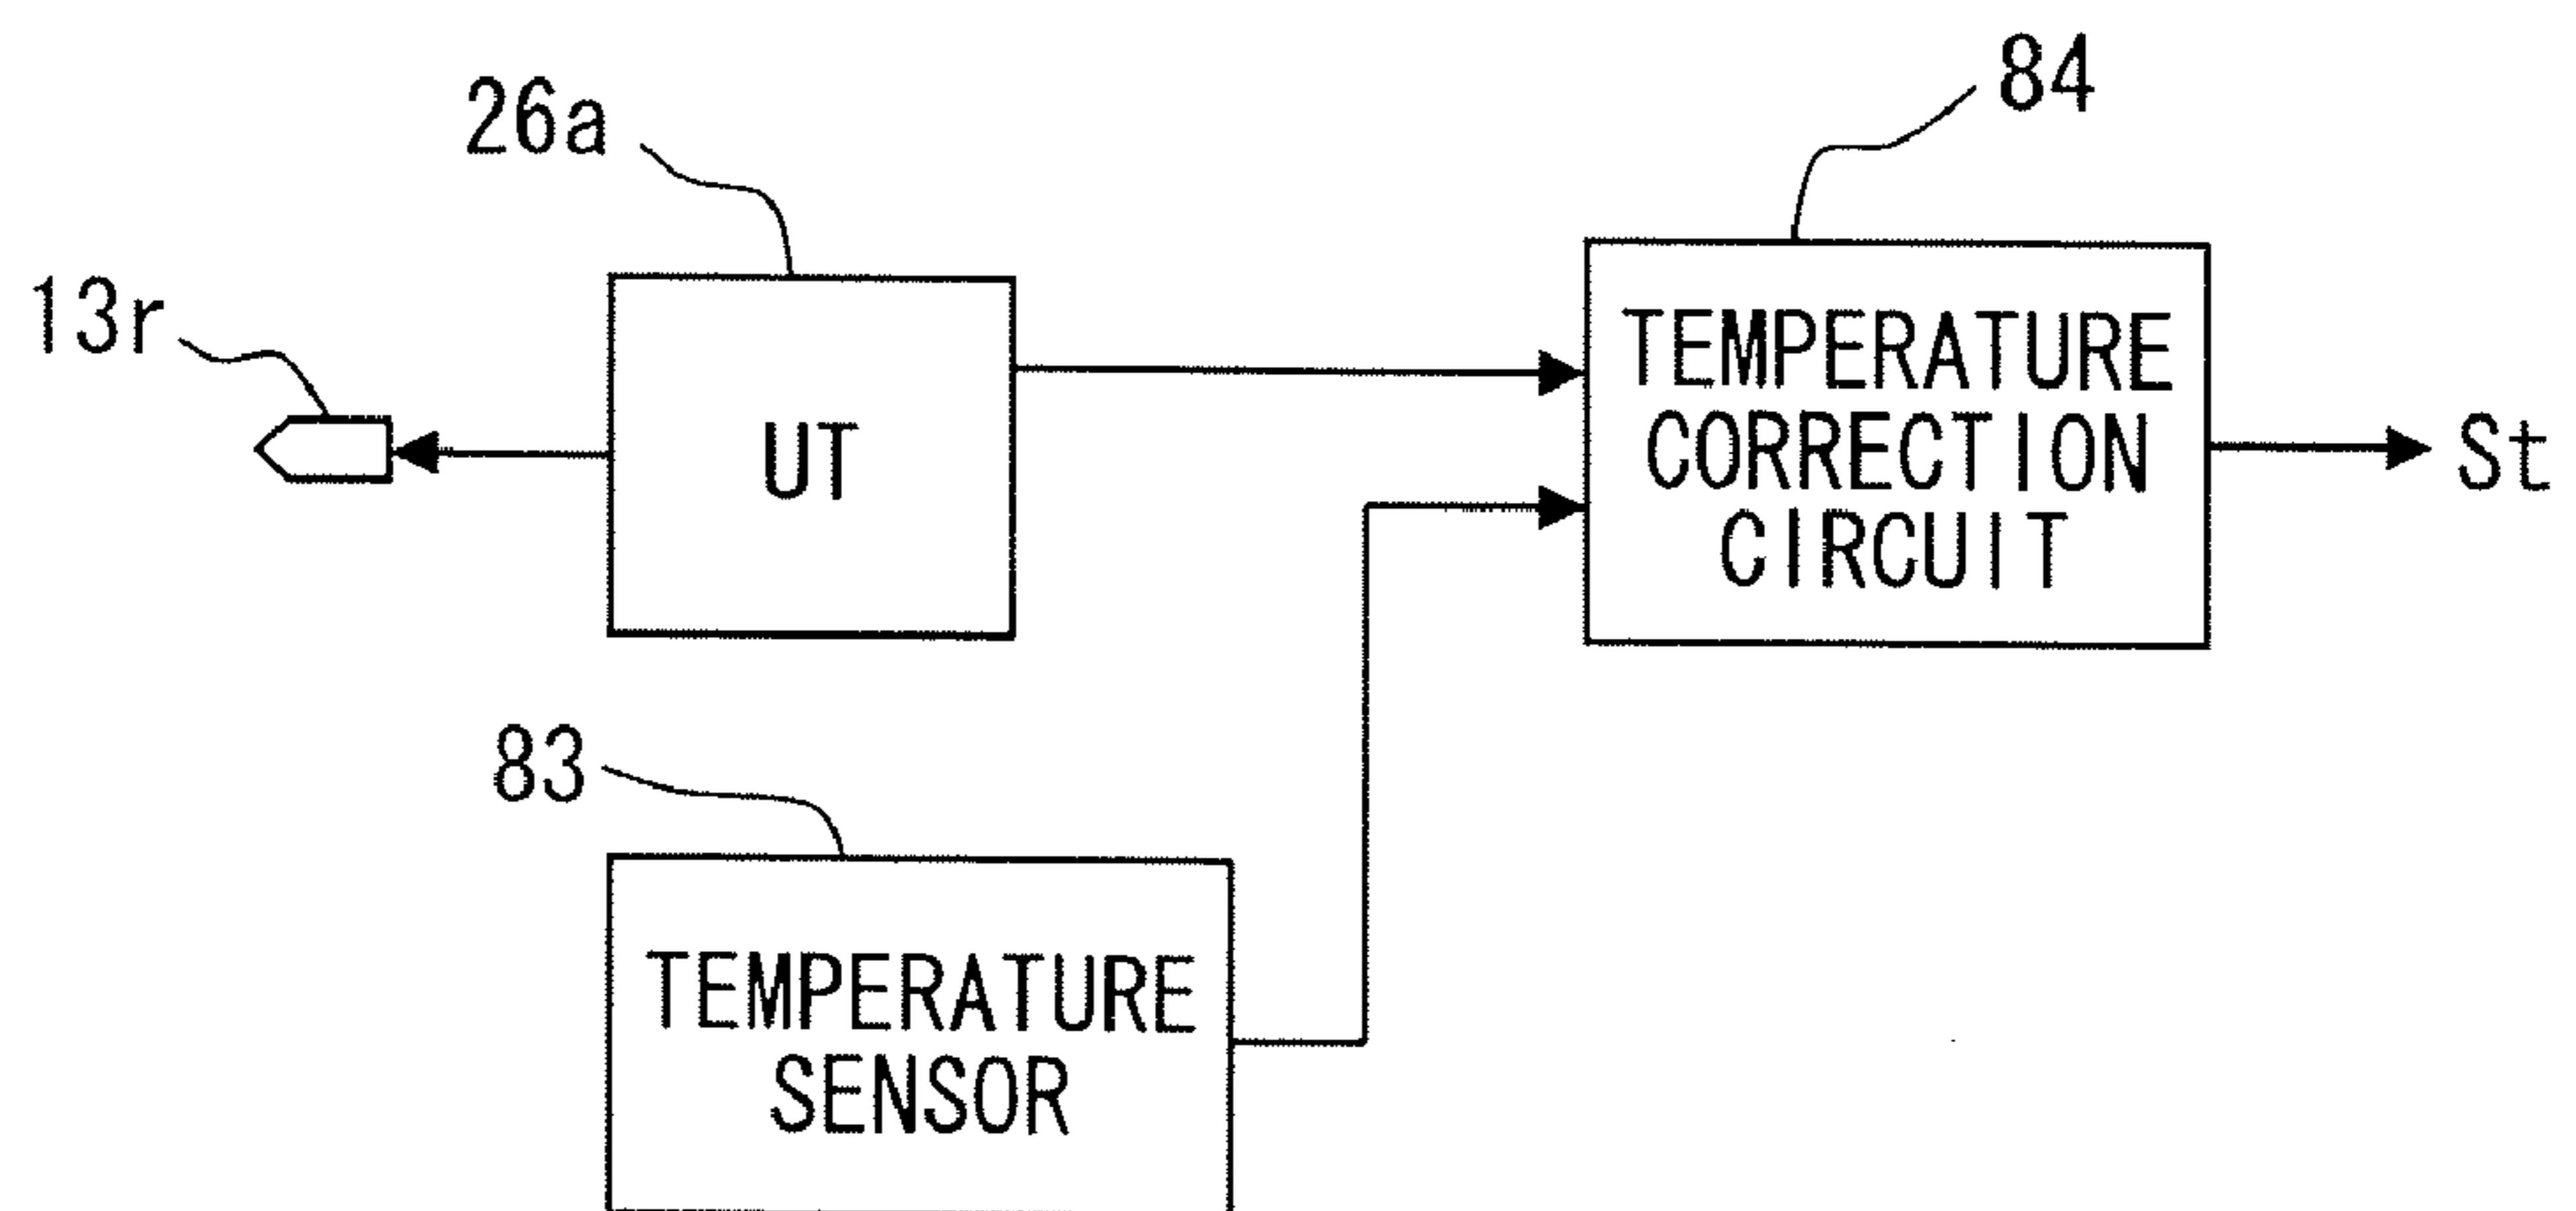 26a
84
13r
UT
TEMPERATURE
CORRECTION
CIRCUIT
St
83
TEMPERATURE
SENSOR